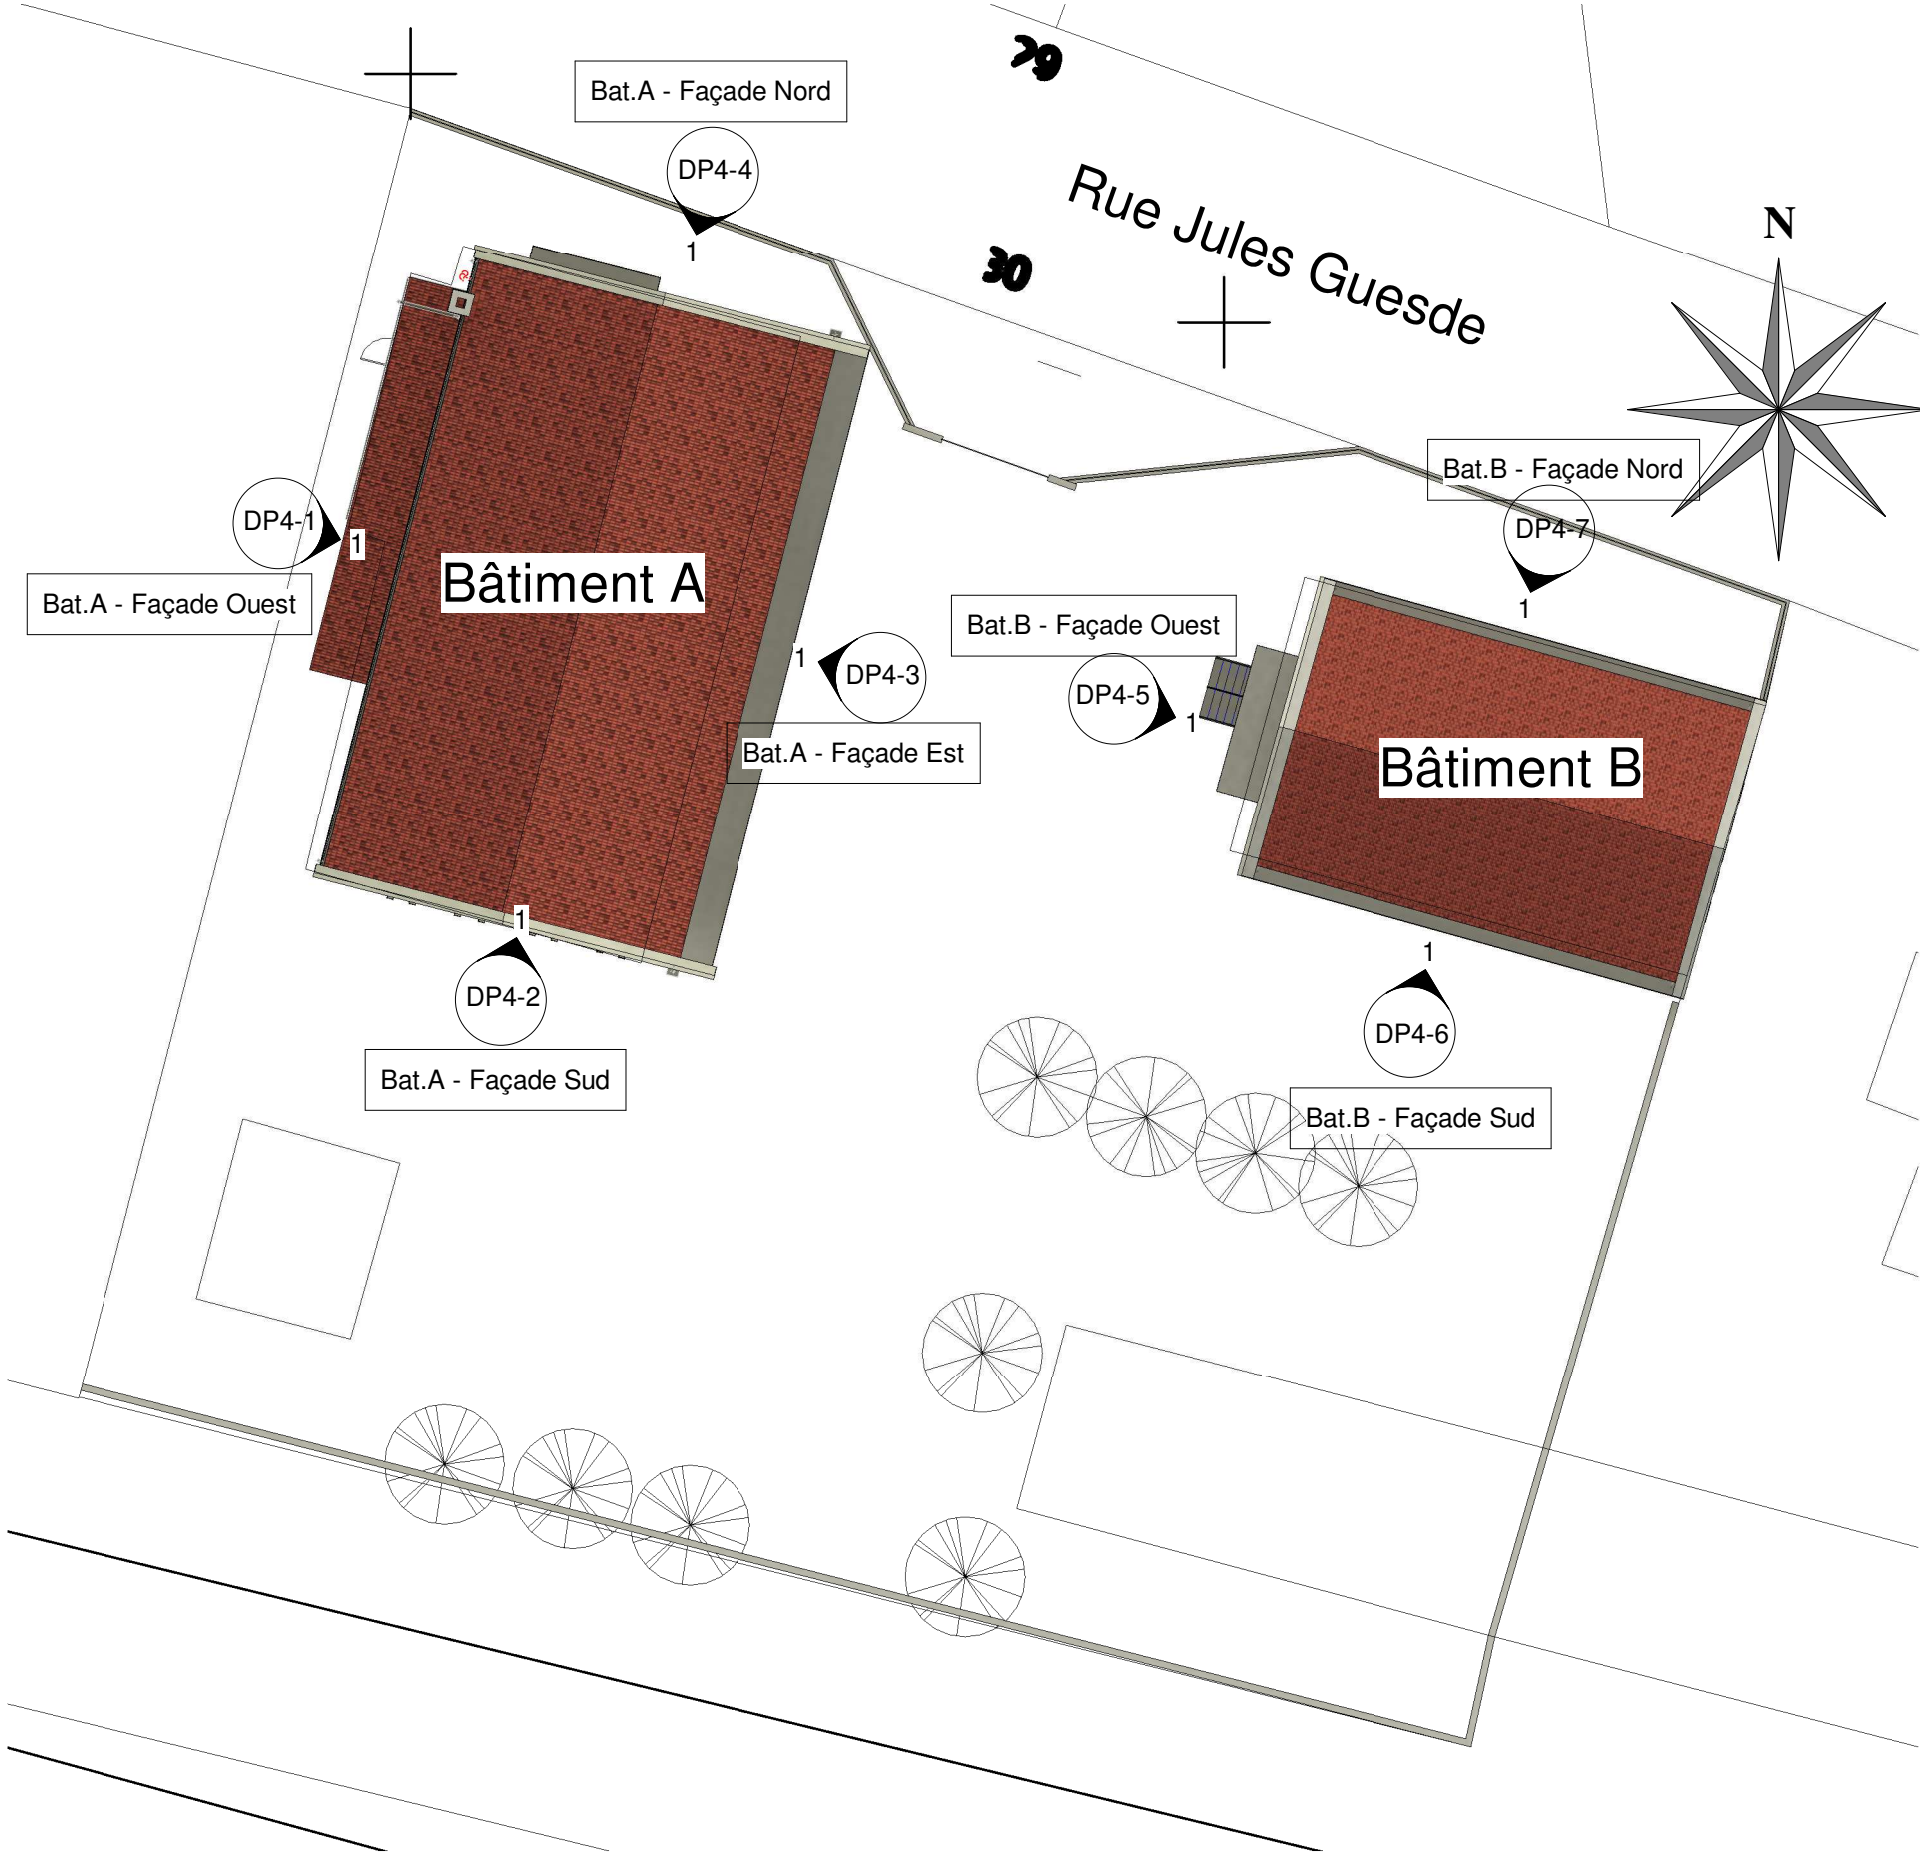 29
Bat.A - Façade Nord
DP4-4
1
Rue Jules Guesde
N
30
Bat.B - Façade Nord
DP4-7
1
DP4-1
1
Bat.A - Façade Ouest
Bâtiment A
Bat.B - Façade Ouest
DP4-5
1
1
DP4-3
Bat.A - Façade Est
Bâtiment B
1
DP4-2
Bat.A - Façade Sud
1
DP4-6
Bat.B - Façade Sud